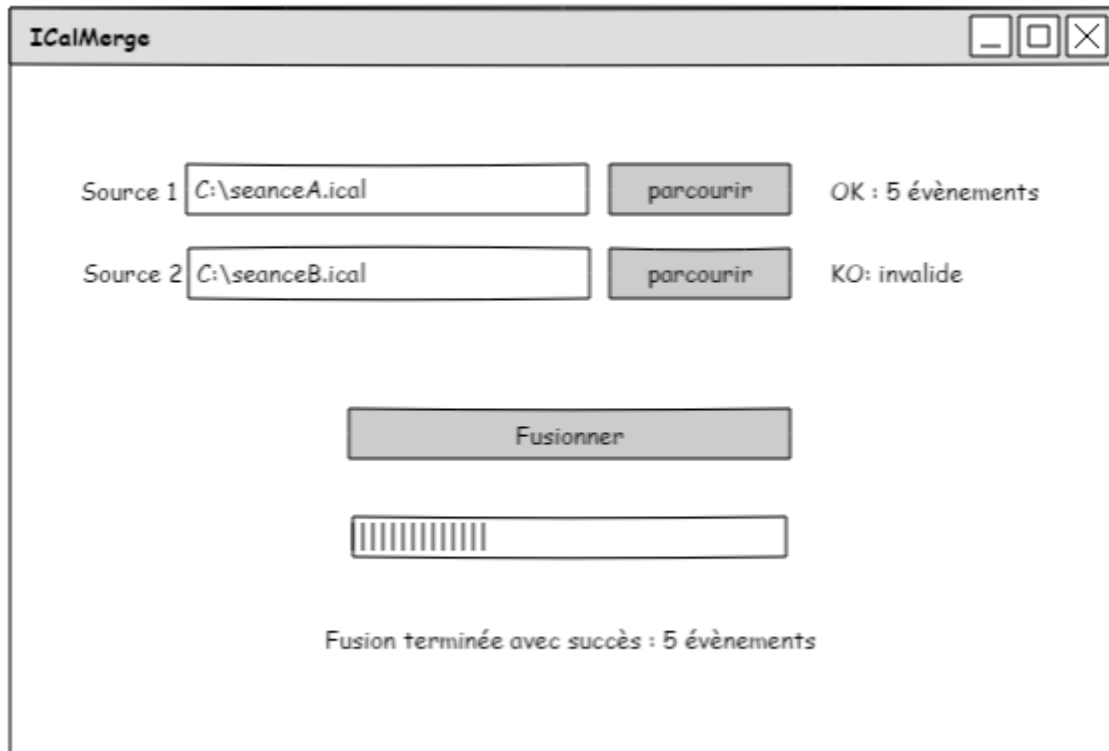 ICalMerge
Source 1 C:\seanceA.ical parcourir OK : 5 évènements
Source 2 C:\seanceB.ical parcourir KO: invalide
Fusionner
Fusion terminée avec succès : 5 évènements